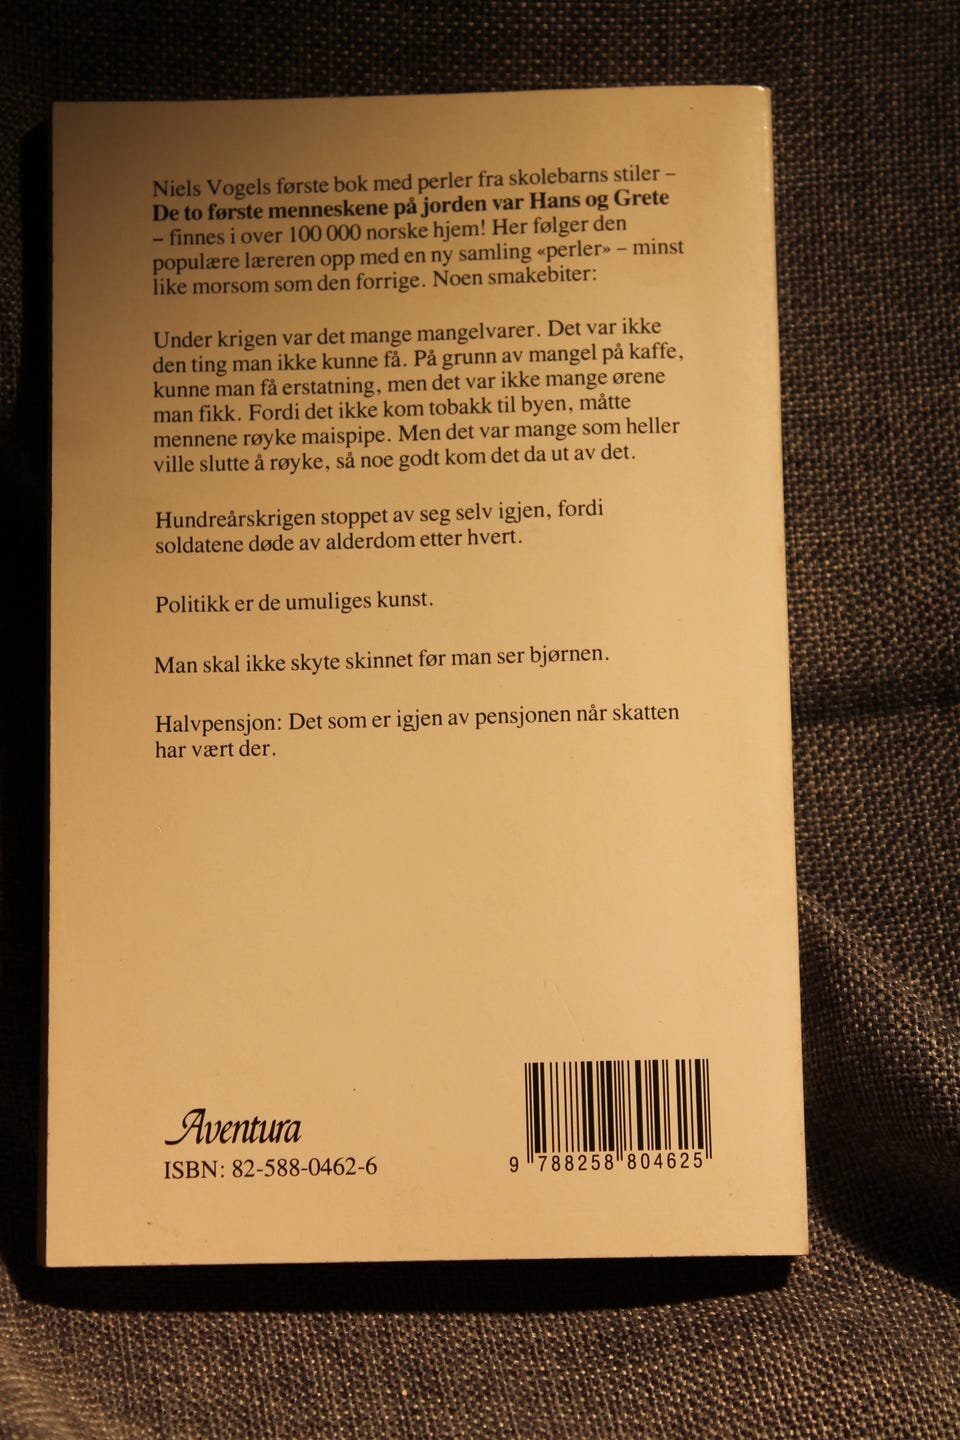 Niels Vogels første bok med perler fra skolebarns stiler –
De to første menneskene på jorden var Hans og Grete
– finnes i over 100 000 norske hjem! Her følger den
populære læreren opp med en ny samling «perler» – minst
like morsom som den forrige. Noen smakebiter:
Under krigen var det mange mangelvarer. Det var ikke
den ting man ikke kunne få. På grunn av mangel på kaffe,
kunne man få erstatning, men det var ikke mange ørene
man fikk. Fordi det ikke kom tobakk til byen, måtte
mennene røyke maispipe. Men det var mange som heller
ville slutte å røyke, så noe godt kom det da ut av det.
Hundreårskrigen stoppet av seg selv igjen, fordi
soldatene døde av alderdom etter hvert.
Politikk er de umuliges kunst.
Man skal ikke skyte skinnet før man ser bjørnen.
Halvpensjon: Det som er igjen av pensjonen når skatten
har vært der.
Aventura
ISBN: 82-588-0462-6
9 788258 804625